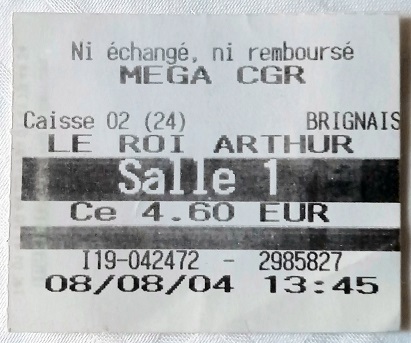 Ni échangé, ni remboursé
MEGA CGR
Caisse 02 (24) BRIGNAIS
LE ROI ARTHUR
Salle 1
Ce 4.60 EUR
I19-042472 - 2985827
08/08/04 13:45